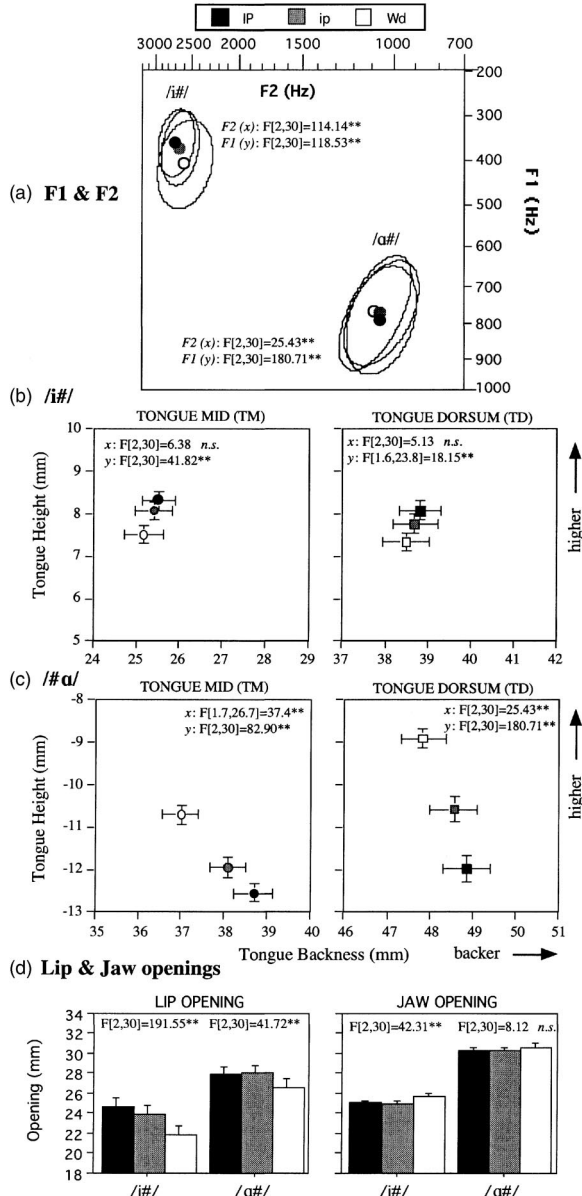 IP ip Wd
3000 2500 2000 1500 1000 700
F2 (Hz)
/i#/
F2 (x): F[2,30]=114.14**
F1 (y): F[2,30]=118.53**
(a) F1 & F2
/ɑ#/
F2 (x): F[2,30]=25.43**
F1 (y): F[2,30]=180.71**
200
300
400
500
600
700
800
900
1000
F1 (Hz)
(b) /i#/
TONGUE MID (TM)
x: F[2,30]=6.38 n.s.
y: F[2,30]=41.82**
Tongue Height (mm)
10
9
8
7
6
5
24 25 26 27 28 29
TONGUE DORSUM (TD)
x: F[2,30]=5.13 n.s.
y: F[1.6,23.8]=18.15**
37 38 39 40 41 42
higher
(c) /#ɑ/
TONGUE MID (TM)
x: F[1.7,26.7]=37.4**
y: F[2,30]=82.90**
Tongue Height (mm)
-8
-9
-10
-11
-12
-13
35 36 37 38 39 40
TONGUE DORSUM (TD)
x: F[2,30]=25.43**
y: F[2,30]=180.71**
46 47 48 49 50 51
higher
Tongue Backness (mm) backer
(d) Lip & Jaw openings
LIP OPENING
F[2,30]=191.55** F[2,30]=41.72**
Opening (mm)
34
32
30
28
26
24
22
20
18
/i#/ /ɑ#/
JAW OPENING
F[2,30]=42.31** F[2,30]=8.12 n.s.
/i#/ /ɑ#/